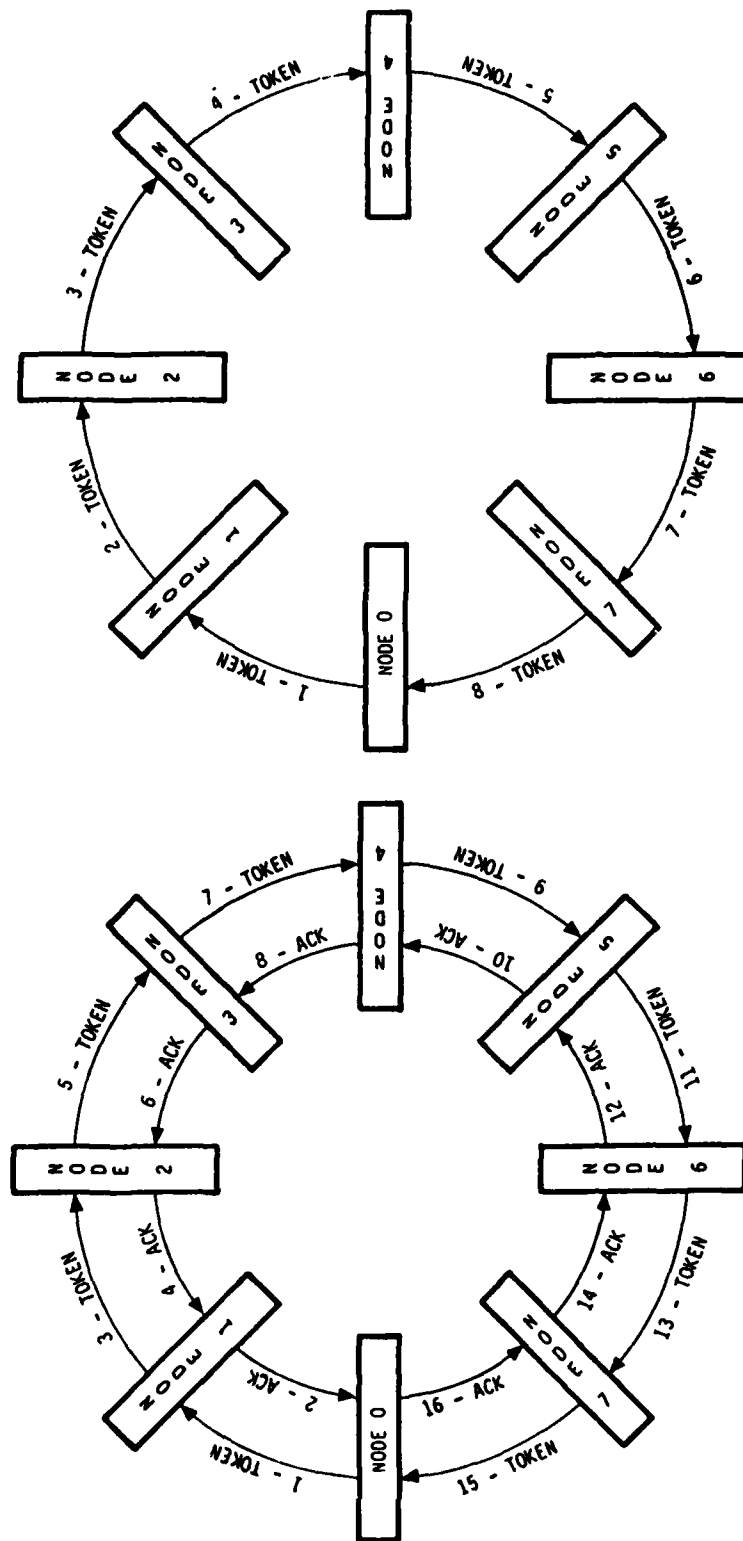 NODE 0
1 - TOKEN
NODE 1
2 - TOKEN
NODE 2
3 - TOKEN
NODE 3
4 - TOKEN
NODE 4
5 - TOKEN
NODE 5
6 - TOKEN
NODE 6
7 - TOKEN
NODE 7
8 - TOKEN
NODE 0
1 - TOKEN
2 - ACK
NODE 1
3 - TOKEN
4 - ACK
NODE 2
5 - TOKEN
6 - ACK
NODE 3
7 - TOKEN
8 - ACK
NODE 4
9 - TOKEN
10 - ACK
NODE 5
11 - TOKEN
12 - ACK
NODE 6
13 - TOKEN
14 - ACK
NODE 7
15 - TOKEN
16 - ACK